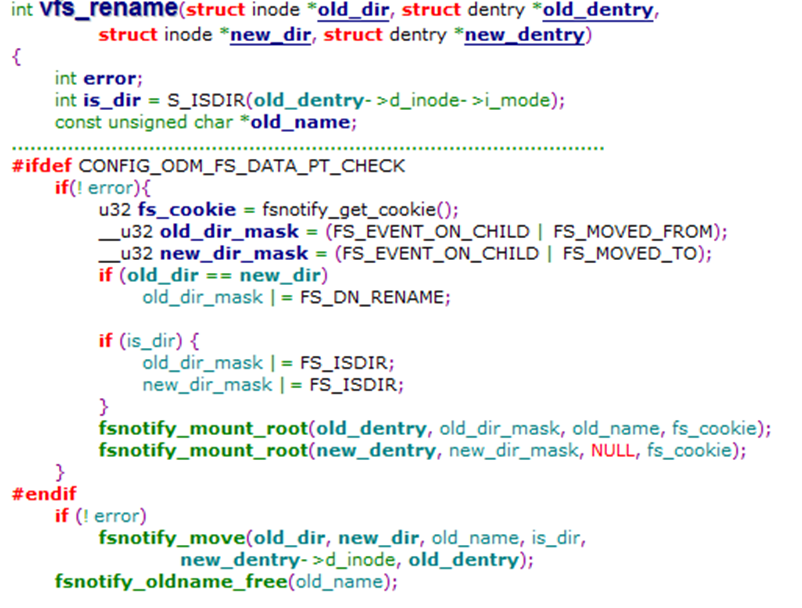 int vfs_rename(struct inode *old_dir, struct dentry *old_dentry,
struct inode *new_dir, struct dentry *new_dentry)
{
int error;
int is_dir = S_ISDIR(old_dentry->d_inode->i_mode);
const unsigned char *old_name;
................................................................................................
#ifdef CONFIG_ODM_FS_DATA_PT_CHECK
if(!error){
u32 fs_cookie = fsnotify_get_cookie();
__u32 old_dir_mask = (FS_EVENT_ON_CHILD | FS_MOVED_FROM);
__u32 new_dir_mask = (FS_EVENT_ON_CHILD | FS_MOVED_TO);
if (old_dir == new_dir)
old_dir_mask |= FS_DN_RENAME;
if (is_dir) {
old_dir_mask |= FS_ISDIR;
new_dir_mask |= FS_ISDIR;
}
fsnotify_mount_root(old_dentry, old_dir_mask, old_name, fs_cookie);
fsnotify_mount_root(new_dentry, new_dir_mask, NULL, fs_cookie);
}
#endif
if (!error)
fsnotify_move(old_dir, new_dir, old_name, is_dir,
new_dentry->d_inode, old_dentry);
fsnotify_oldname_free(old_name);